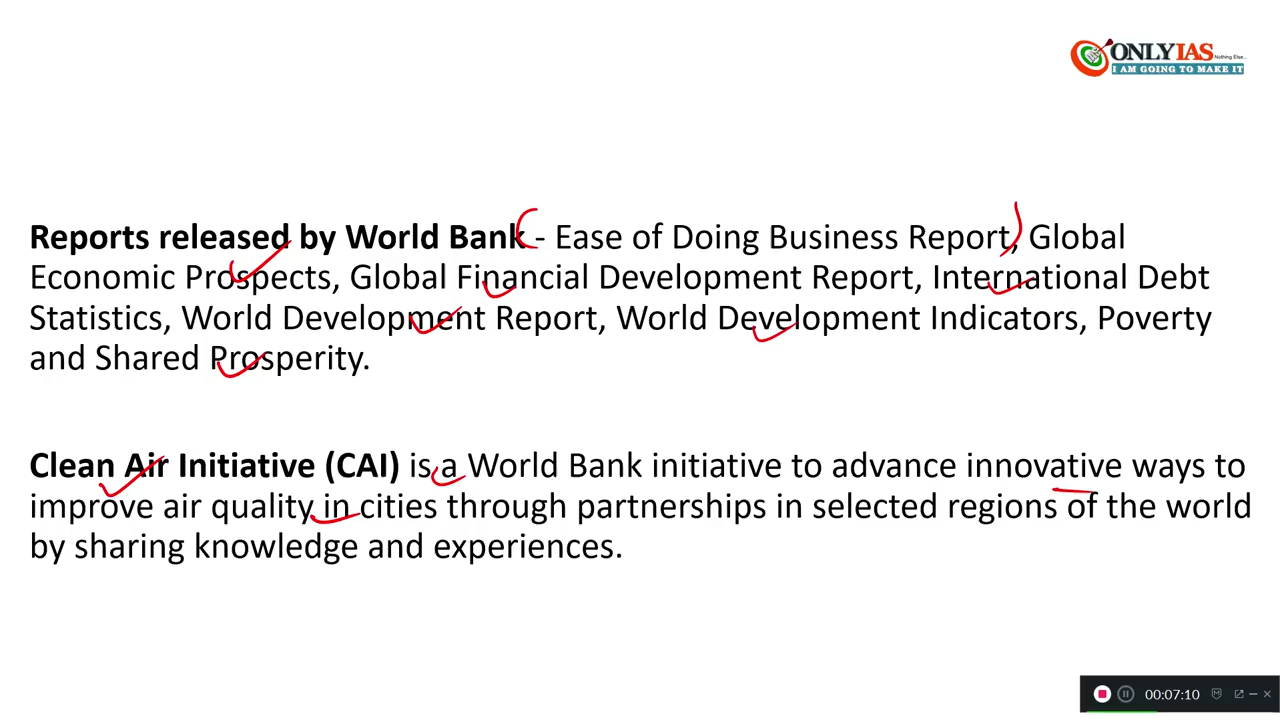 ONLYIAS
Nothing Else...
I AM GOING TO MAKE IT
Reports released by World Bank - Ease of Doing Business Report, Global
Economic Prospects, Global Financial Development Report, International Debt
Statistics, World Development Report, World Development Indicators, Poverty
and Shared Prosperity.
Clean Air Initiative (CAI) is a World Bank initiative to advance innovative ways to
improve air quality in cities through partnerships in selected regions of the world
by sharing knowledge and experiences.
00:07:10